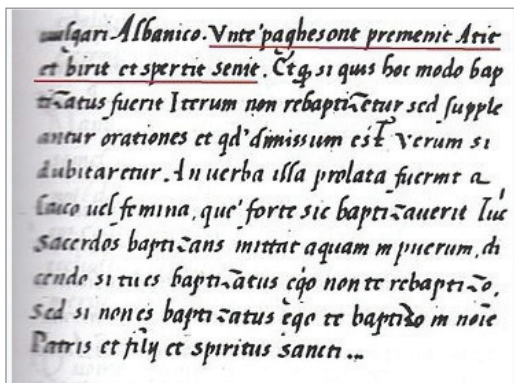 uulgari Albanico. Vnte' paghesont premenit Atit
et birit et spertit senit. Etq, si quis hoc modo bap
tizatus fuerit Iterum non rebaptizetur sed supple
antur orationes et qd' dimissum est. Verum si
dubitaretur. An uerba illa prolata fuerint a
laico uel femina, que' forte sic baptizauerit Tuc
Sacerdos baptizans mittat aquam in puerum, di
cendo si tu es baptizatus ego non te rebaptizo,
Sed si non es baptizatus ego te baptizo in noie
Patris et filij et spiritus sancti ...